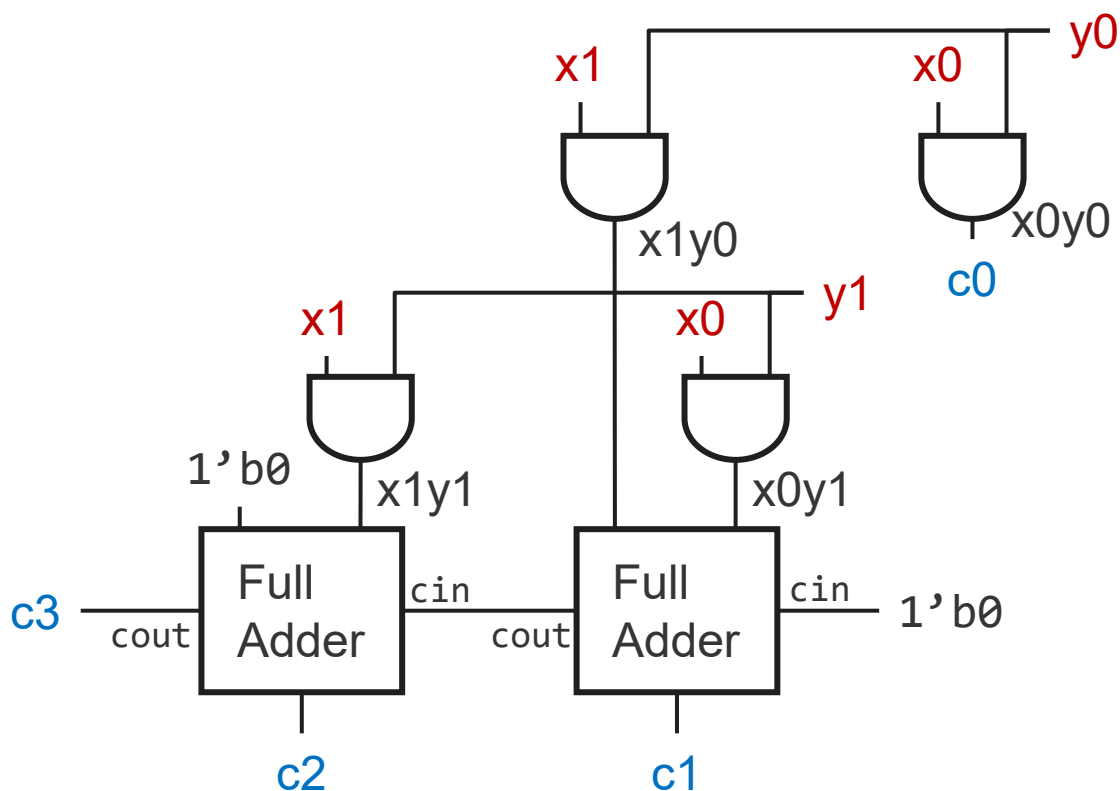 y0
x1
x0
x1y0
x0y0
c0
y1
x1
x0
1’b0
x1y1
x0y1
Full
Adder
cin
cout
c3
Full
Adder
cin
cout
1’b0
c2
c1